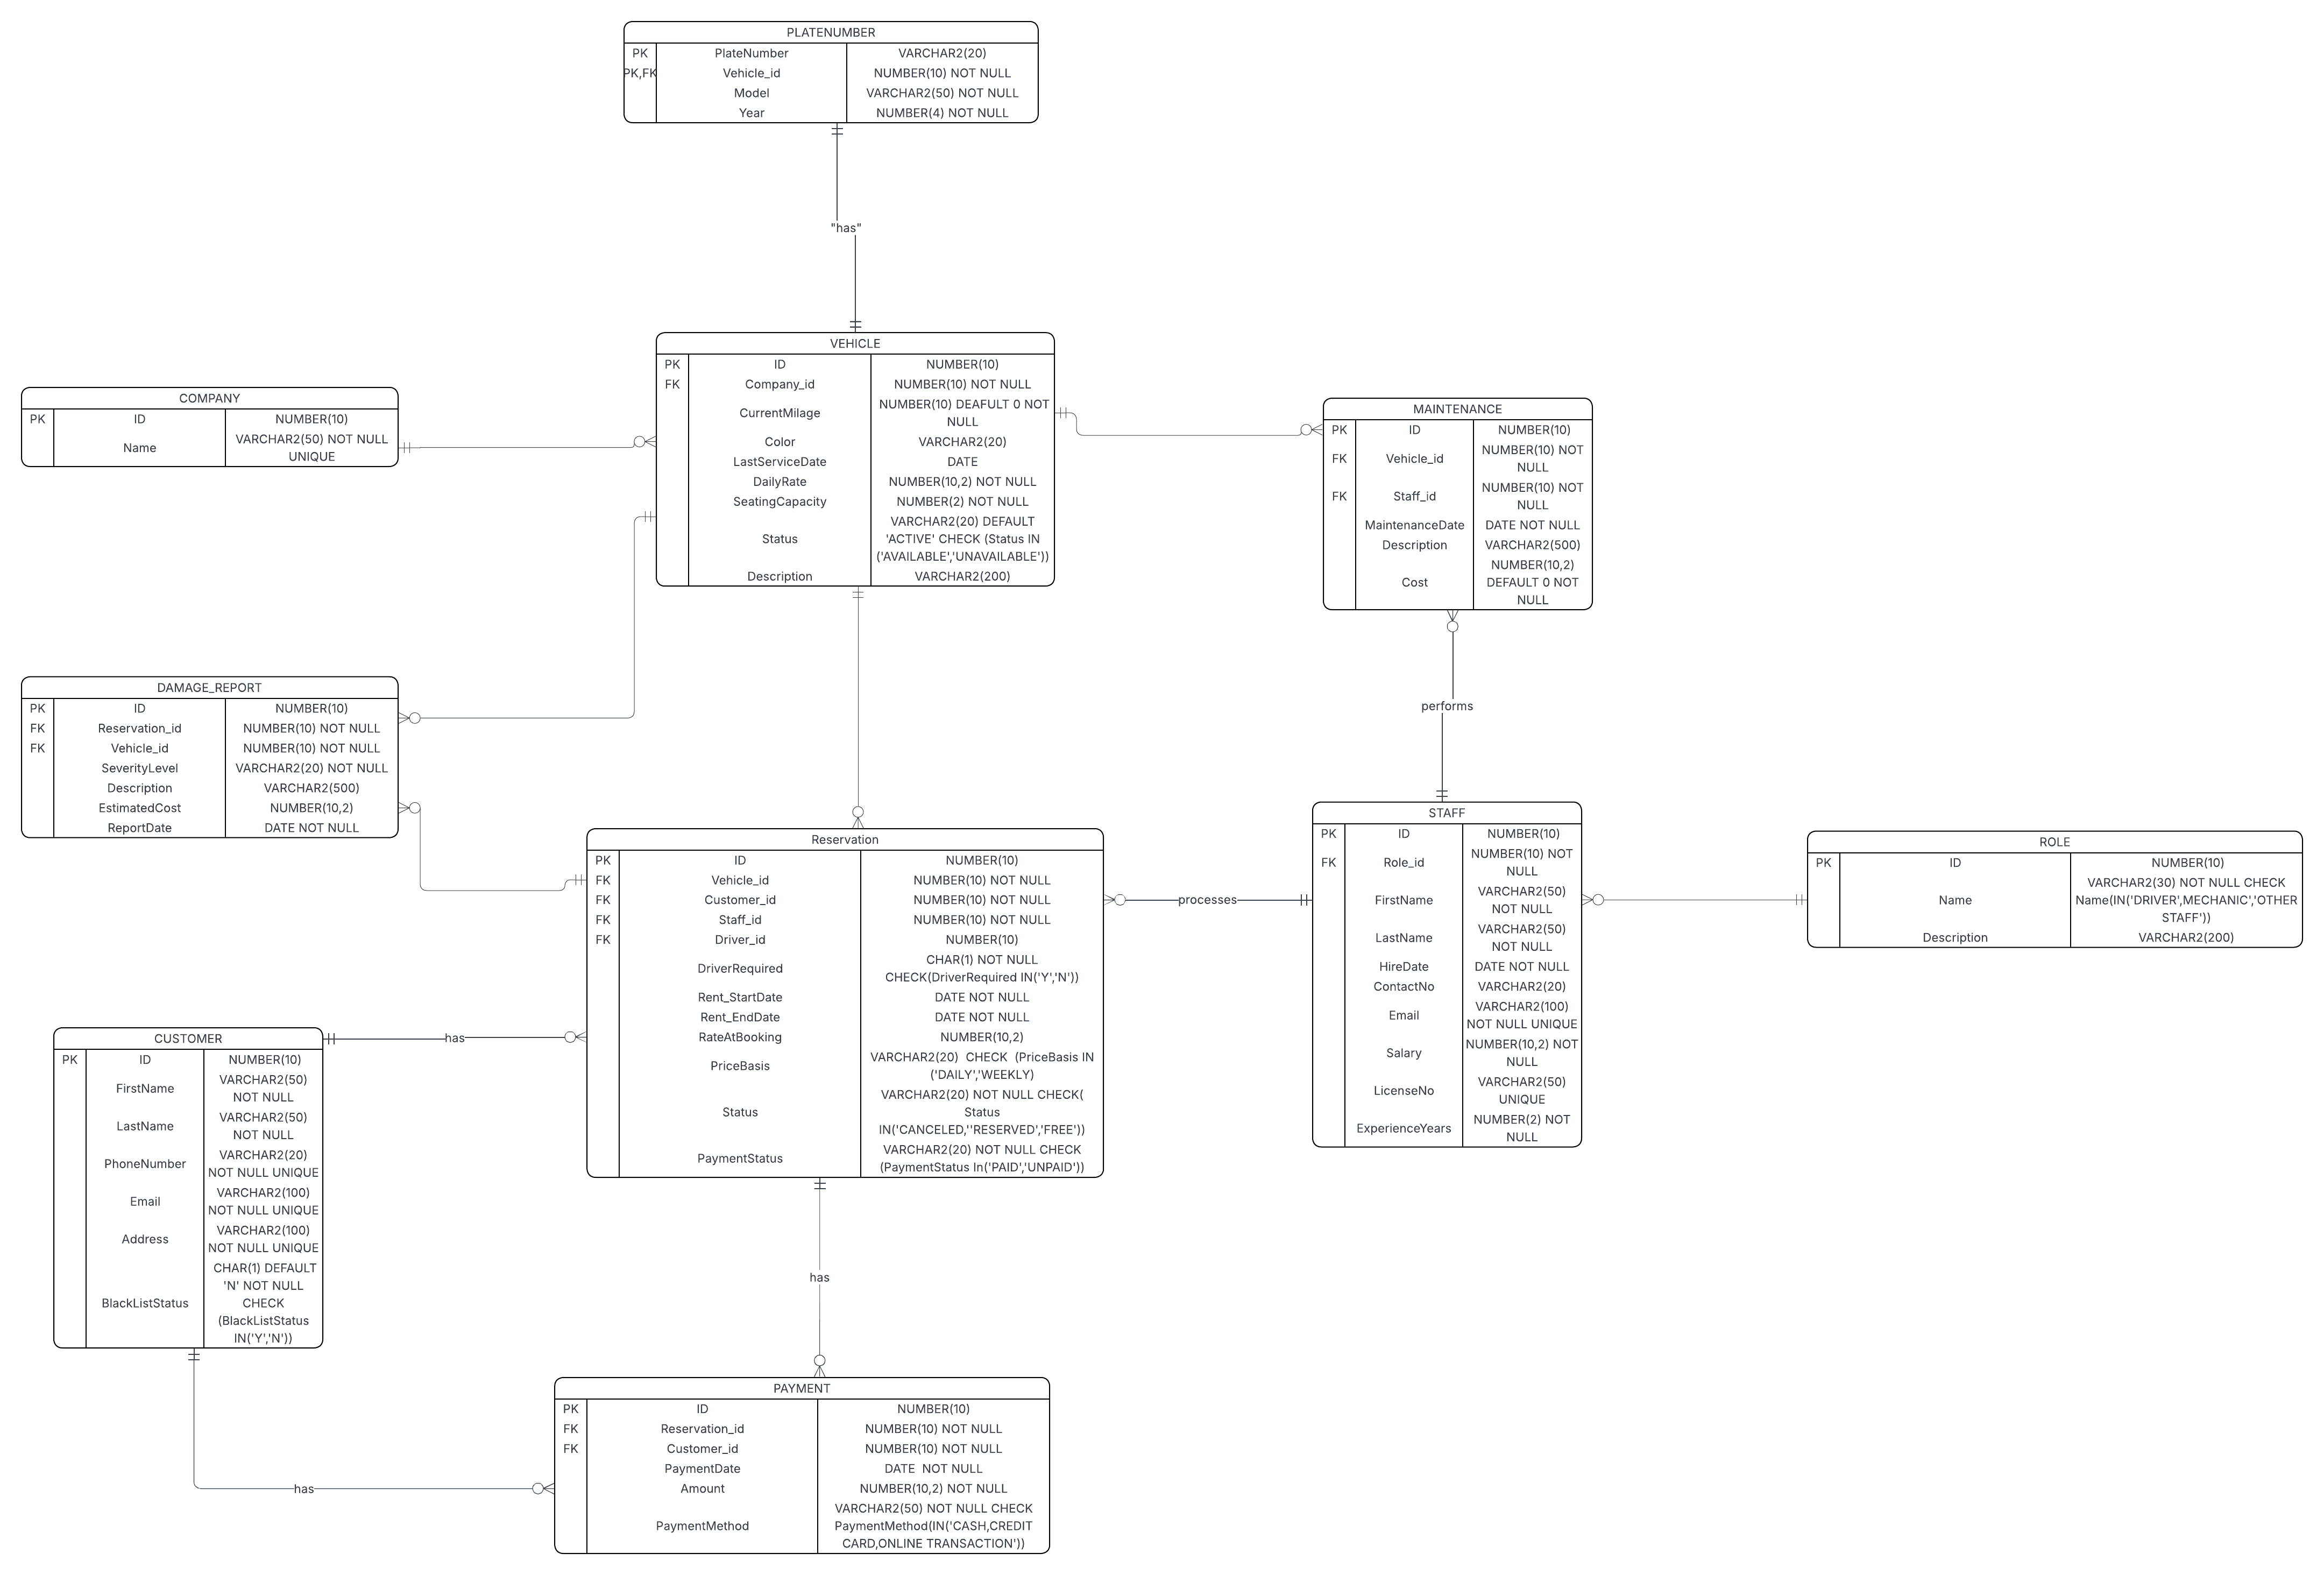 PLATENUMBER
PK PlateNumber VARCHAR2(20)
PK,FK Vehicle_id NUMBER(10) NOT NULL
Model VARCHAR2(50) NOT NULL
Year NUMBER(4) NOT NULL
"has"
VEHICLE
PK ID NUMBER(10)
FK Company_id NUMBER(10) NOT NULL
CurrentMilage NUMBER(10) DEAFULT 0 NOT
NULL
Color VARCHAR2(20)
LastServiceDate DATE
DailyRate NUMBER(10,2) NOT NULL
SeatingCapacity NUMBER(2) NOT NULL
VARCHAR2(20) DEFAULT
Status 'ACTIVE' CHECK (Status IN
('AVAILABLE','UNAVAILABLE'))
Description VARCHAR2(200)
COMPANY
PK ID NUMBER(10)
Name VARCHAR2(50) NOT NULL
UNIQUE
MAINTENANCE
PK ID NUMBER(10)
FK Vehicle_id NUMBER(10) NOT
NULL
FK Staff_id NUMBER(10) NOT
NULL
MaintenanceDate DATE NOT NULL
Description VARCHAR2(500)
NUMBER(10,2)
Cost DEFAULT 0 NOT
NULL
DAMAGE_REPORT
PK ID NUMBER(10)
FK Reservation_id NUMBER(10) NOT NULL
FK Vehicle_id NUMBER(10) NOT NULL
SeverityLevel VARCHAR2(20) NOT NULL
Description VARCHAR2(500)
EstimatedCost NUMBER(10,2)
ReportDate DATE NOT NULL
performs
Reservation
PK ID NUMBER(10)
FK Vehicle_id NUMBER(10) NOT NULL
FK Customer_id NUMBER(10) NOT NULL
FK Staff_id NUMBER(10) NOT NULL
FK Driver_id NUMBER(10)
DriverRequired CHAR(1) NOT NULL
CHECK(DriverRequired IN('Y','N'))
Rent_StartDate DATE NOT NULL
Rent_EndDate DATE NOT NULL
RateAtBooking NUMBER(10,2)
PriceBasis VARCHAR2(20)  CHECK  (PriceBasis IN
('DAILY','WEEKLY)
VARCHAR2(20) NOT NULL CHECK(
Status Status
IN('CANCELED,''RESERVED','FREE'))
PaymentStatus VARCHAR2(20) NOT NULL CHECK
(PaymentStatus In('PAID','UNPAID'))
processes
STAFF
PK ID NUMBER(10)
FK Role_id NUMBER(10) NOT
NULL
FirstName VARCHAR2(50)
NOT NULL
LastName VARCHAR2(50)
NOT NULL
HireDate DATE NOT NULL
ContactNo VARCHAR2(20)
Email VARCHAR2(100)
NOT NULL UNIQUE
Salary NUMBER(10,2) NOT
NULL
LicenseNo VARCHAR2(50)
UNIQUE
ExperienceYears NUMBER(2) NOT
NULL
ROLE
PK ID NUMBER(10)
VARCHAR2(30) NOT NULL CHECK
Name Name(IN('DRIVER',MECHANIC','OTHER
STAFF'))
Description VARCHAR2(200)
CUSTOMER
PK ID NUMBER(10)
FirstName VARCHAR2(50)
NOT NULL
LastName VARCHAR2(50)
NOT NULL
PhoneNumber VARCHAR2(20)
NOT NULL UNIQUE
Email VARCHAR2(100)
NOT NULL UNIQUE
Address VARCHAR2(100)
NOT NULL UNIQUE
CHAR(1) DEFAULT
'N' NOT NULL
BlackListStatus CHECK
(BlackListStatus
IN('Y','N'))
has
has
PAYMENT
PK ID NUMBER(10)
FK Reservation_id NUMBER(10) NOT NULL
FK Customer_id NUMBER(10) NOT NULL
PaymentDate DATE  NOT NULL
Amount NUMBER(10,2) NOT NULL
VARCHAR2(50) NOT NULL CHECK
PaymentMethod PaymentMethod(IN('CASH,CREDIT
CARD,ONLINE TRANSACTION'))
has